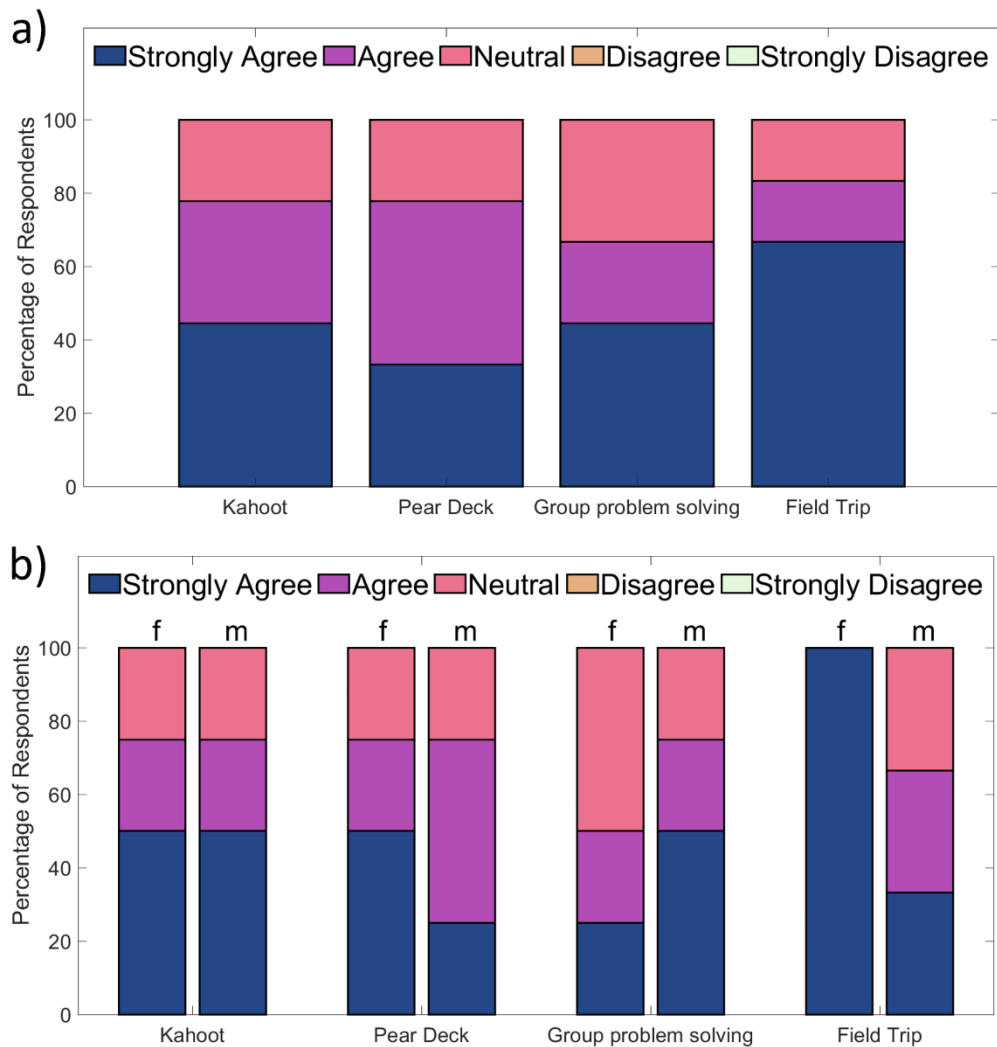 a)
Strongly Agree Agree Neutral Disagree Strongly Disagree
Percentage of Respondents
100
80
60
40
20
0
Kahoot Pear Deck Group problem solving Field Trip
b)
Strongly Agree Agree Neutral Disagree Strongly Disagree
f m f m f m f m
Percentage of Respondents
100
80
60
40
20
0
Kahoot Pear Deck Group problem solving Field Trip